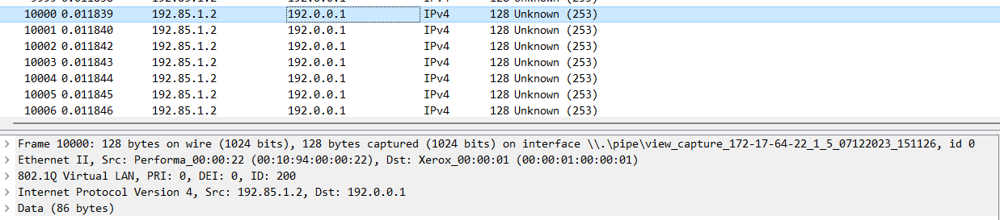 10000 0.011839 192.85.1.2 192.0.0.1 IPv4 128 Unknown (253)
10001 0.011840 192.85.1.2 192.0.0.1 IPv4 128 Unknown (253)
10002 0.011842 192.85.1.2 192.0.0.1 IPv4 128 Unknown (253)
10003 0.011843 192.85.1.2 192.0.0.1 IPv4 128 Unknown (253)
10004 0.011844 192.85.1.2 192.0.0.1 IPv4 128 Unknown (253)
10005 0.011845 192.85.1.2 192.0.0.1 IPv4 128 Unknown (253)
10006 0.011846 192.85.1.2 192.0.0.1 IPv4 128 Unknown (253)
Frame 10000: 128 bytes on wire (1024 bits), 128 bytes captured (1024 bits) on interface \\.\pipe\view_capture_172-17-64-22_1_5_07122023_151126, id 0
Ethernet II, Src: Performa_00:00:22 (00:10:94:00:00:22), Dst: Xerox_00:00:01 (00:00:01:00:00:01)
802.1Q Virtual LAN, PRI: 0, DEI: 0, ID: 200
Internet Protocol Version 4, Src: 192.85.1.2, Dst: 192.0.0.1
Data (86 bytes)